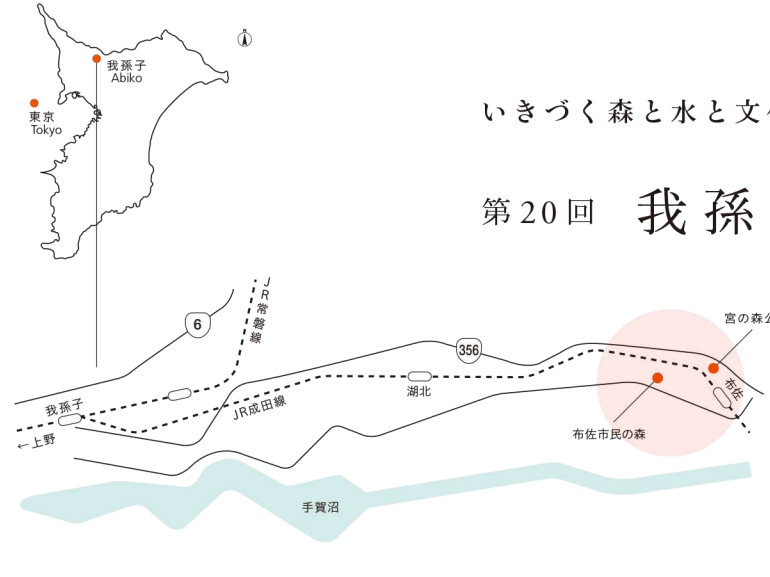 N
我孫子
Abiko
東京
Tokyo
いきづく森と水と文
第20回 我孫
JR常磐線
6
356
宮の森公
我孫子
湖北
布佐
JR成田線
←上野
布佐市民の森
手賀沼